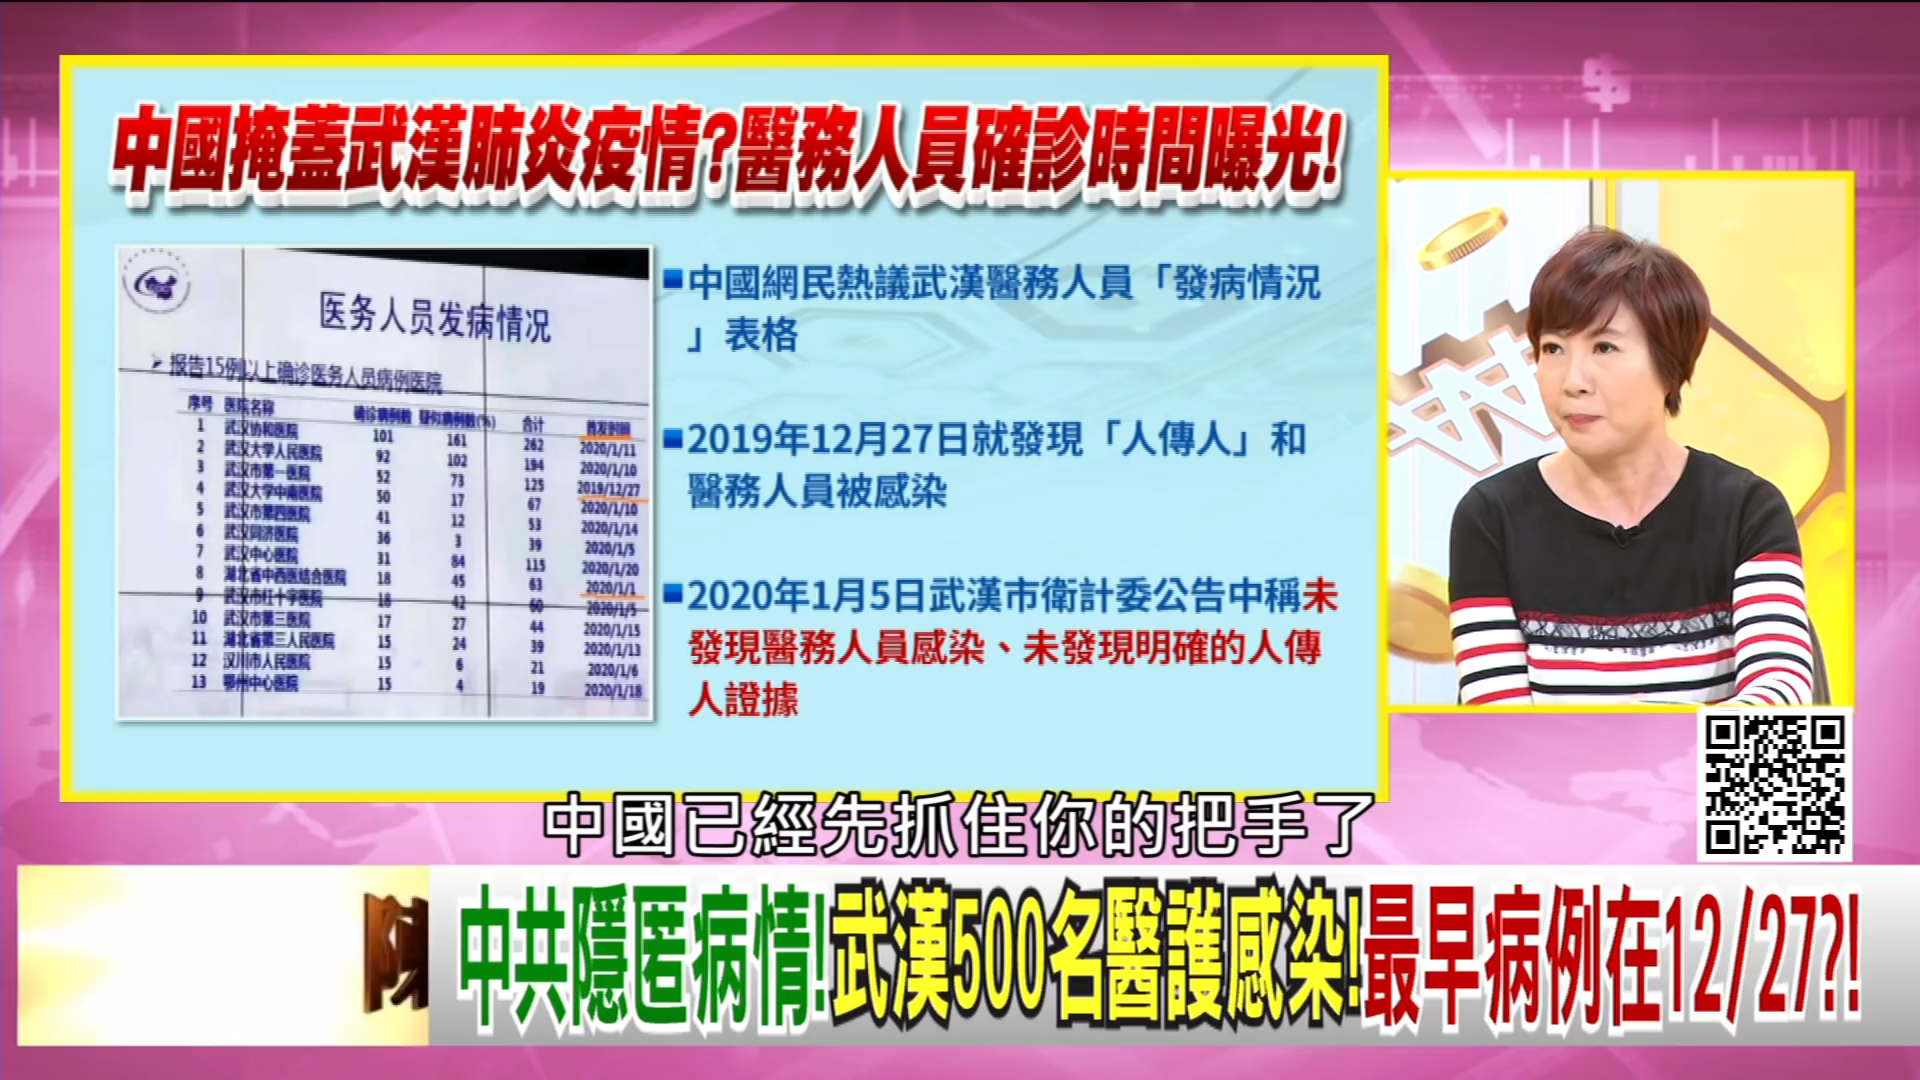 中國掩蓋武漢肺炎疫情?醫務人員確診時間曝光!
医务人员发病情况
报告15例以上确诊医务人员病例医院
序号 医院名称 确诊病例数 疑似病例数(%) 合计 首发时间
1 武汉协和医院 101 161 262 2020/1/11
2 武汉大学人民医院 92 102 194 2020/1/10
3 武汉市第一医院 52 73 125 2019/12/27
4 武汉大学中南医院 50 17 67 2020/1/10
5 武汉市第四医院 41 12 53 2020/1/14
6 武汉同济医院 36 3 39 2020/1/5
7 武汉中心医院 31 84 115 2020/1/20
8 湖北省中西医结合医院 18 45 63 2020/1/1
9 武汉市红十字医院 18 42 60 2020/1/5
10 武汉市第三医院 17 27 44 2020/1/15
11 湖北省第三人民医院 15 24 39 2020/1/13
12 汉川市人民医院 15 6 21 2020/1/6
13 鄂州中心医院 15 4 19 2020/1/18
中國網民熱議武漢醫務人員「發病情況
」表格
2019年12月27日就發現「人傳人」和
醫務人員被感染
2020年1月5日武漢市衛計委公告中稱未
發現醫務人員感染、未發現明確的人傳
人證據
中國已經先抓住你的把手了
陳
中共隱匿病情!武漢500名醫護感染!最早病例在12/27?!